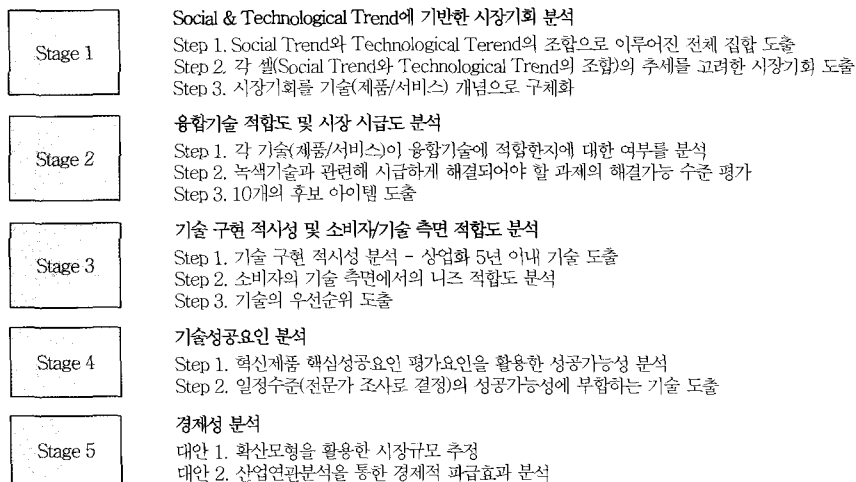 Social & Technological Trend에 기반한 시장기회 분석
Stage 1
Step 1. Social Trend와 Technological Terend의 조합으로 이루어진 전체 집합 도출
Step 2. 각 셀(Social Trend와 Technological Trend의 조합)의 추세를 고려한 시장기회 도출
Step 3. 시장기회를 기술(제품/서비스) 개념으로 구체화
융합기술 적합도 및 시장 시급도 분석
Stage 2
Step 1. 각 기술(제품/서비스)이 융합기술에 적합한지에 대한 여부를 분석
Step 2. 녹색기술과 관련해 시급하게 해결되어야 할 과제의 해결가능 수준 평가
Step 3. 10개의 후보 아이템 도출
기술 구현 적시성 및 소비자/기술 측면 적합도 분석
Stage 3
Step 1. 기술 구현 적시성 분석 - 상업화 5년 이내 기술 도출
Step 2. 소비자의 기술 측면에서의 니즈 적합도 분석
Step 3. 기술의 우선순위 도출
기술성공요인 분석
Stage 4
Step 1. 혁신제품 핵심성공요인 평가요인을 활용한 성공가능성 분석
Step 2. 일정수준(전문가 조사로 결정)의 성공가능성에 부합하는 기술 도출
경제성 분석
Stage 5
대안 1. 확산모형을 활용한 시장규모 추정
대안 2. 산업연관분석을 통한 경제적 파급효과 분석